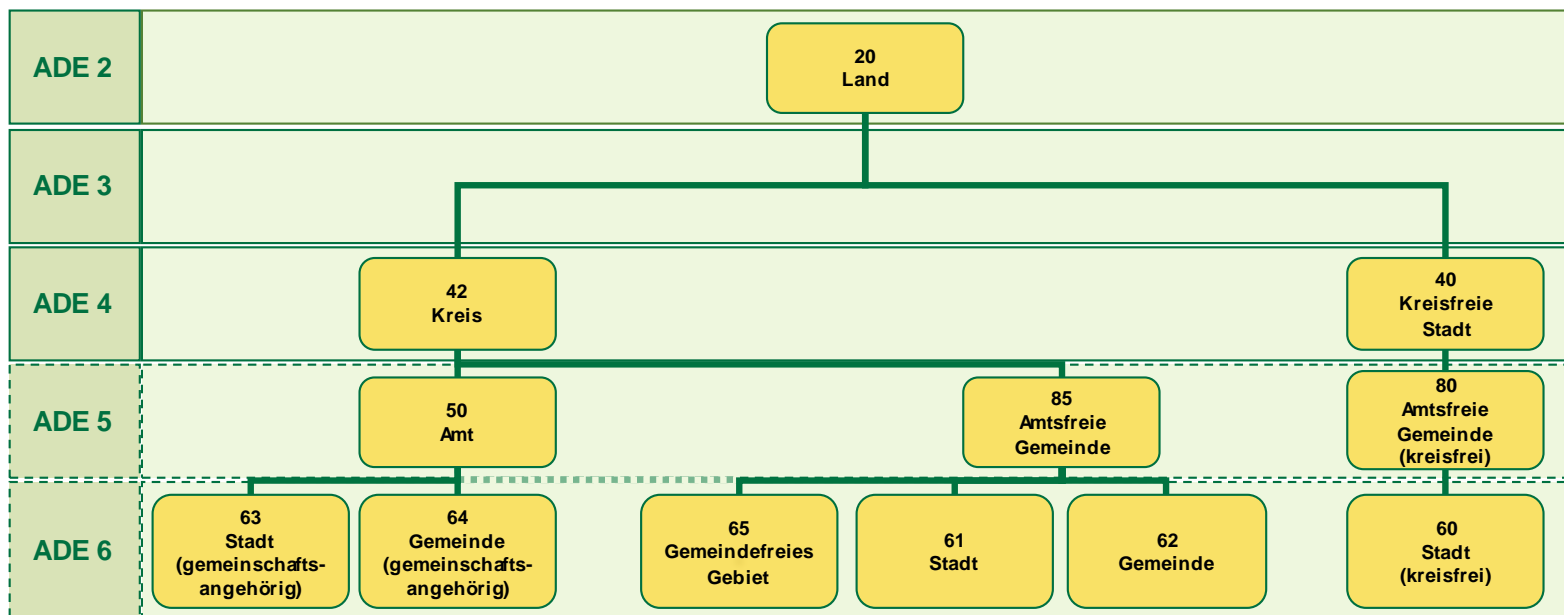 ADE 2
20
Land
ADE 3
ADE 4
42
Kreis
40
Kreisfreie
Stadt
ADE 5
50
Amt
85
Amtsfreie
Gemeinde
80
Amtsfreie
Gemeinde
(kreisfrei)
ADE 6
63
Stadt
(gemeinschafts-
angehörig)
64
Gemeinde
(gemeinschafts-
angehörig)
65
Gemeindefreies
Gebiet
61
Stadt
62
Gemeinde
60
Stadt
(kreisfrei)